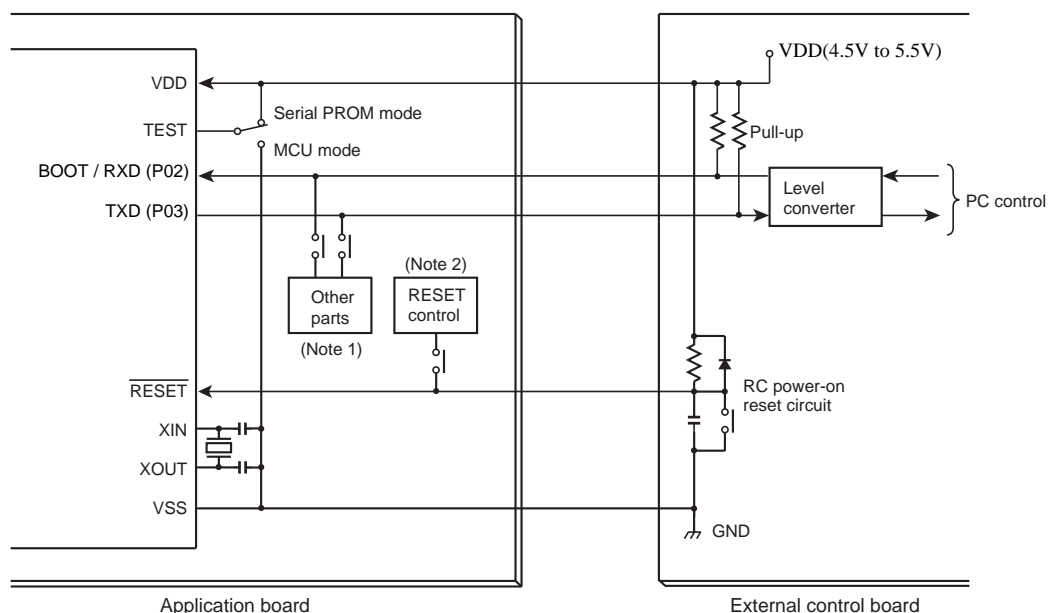 VDD(4.5V to 5.5V)
VDD
Serial PROM mode
TEST
Pull-up
MCU mode
BOOT / RXD (P02)
Level
converter
PC control
TXD (P03)
(Note 2)
Other
parts
RESET
control
(Note 1)
RESET
RC power-on
reset circuit
XIN
XOUT
VSS
GND
Application board
External control board